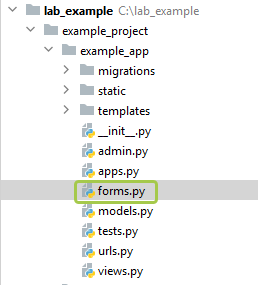 lab_example C:\lab_example
example_project
example_app
migrations
static
templates
__init__.py
admin.py
apps.py
forms.py
models.py
tests.py
urls.py
views.py